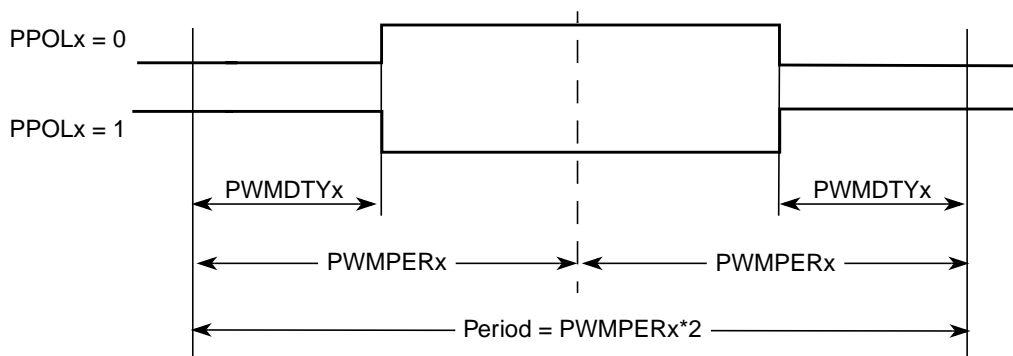 PPOLx = 0
PPOLx = 1
PWMDTYx
PWMDTYx
PWMPERx
PWMPERx
Period = PWMPERx*2